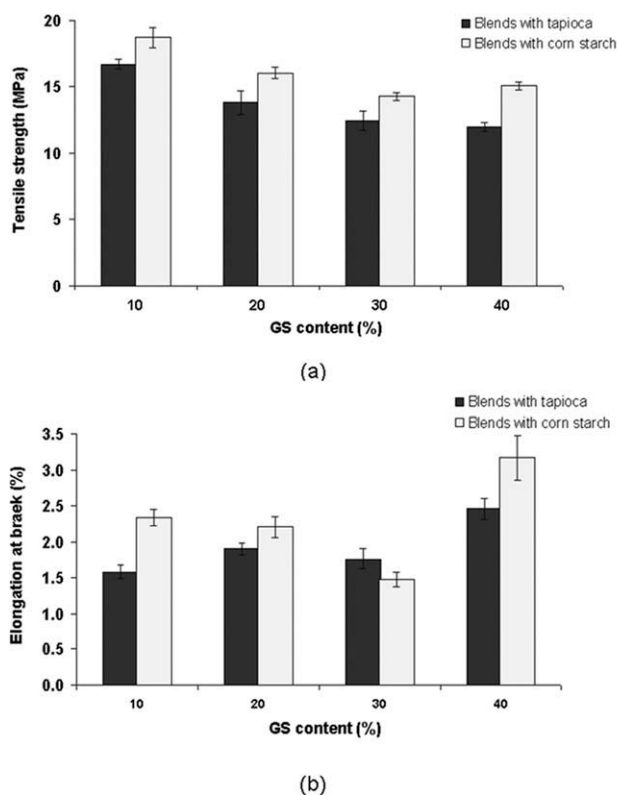 20
15
10
5
0
Tensile strength (MPa)
Blends with tapioca
Blends with corn starch
10 20 30 40
GS content (%)
(a)
Blends with tapioca
Blends with corn starch
3.5
3.0
2.5
2.0
1.5
1.0
0.5
0.0
Elongation at braek (%)
10 20 30 40
GS content (%)
(b)